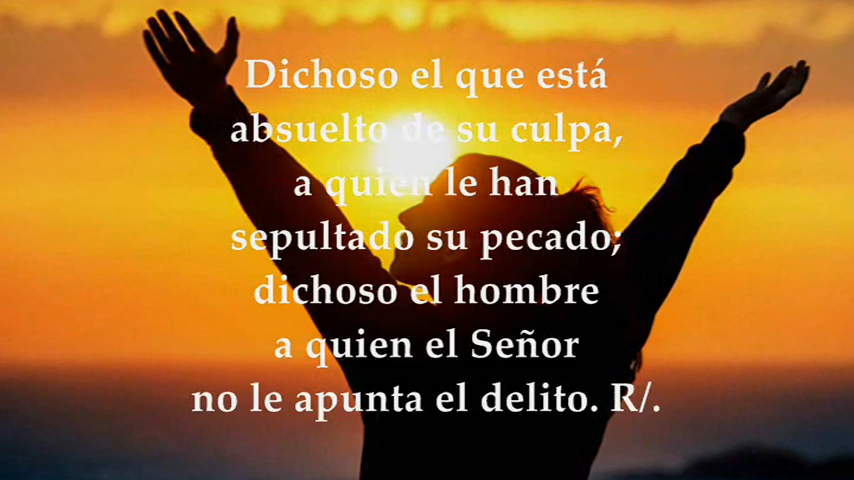 Dichoso el que está
absuelto de su culpa,
a quien le han
sepultado su pecado;
dichoso el hombre
a quien el Señor
no le apunta el delito. R/.